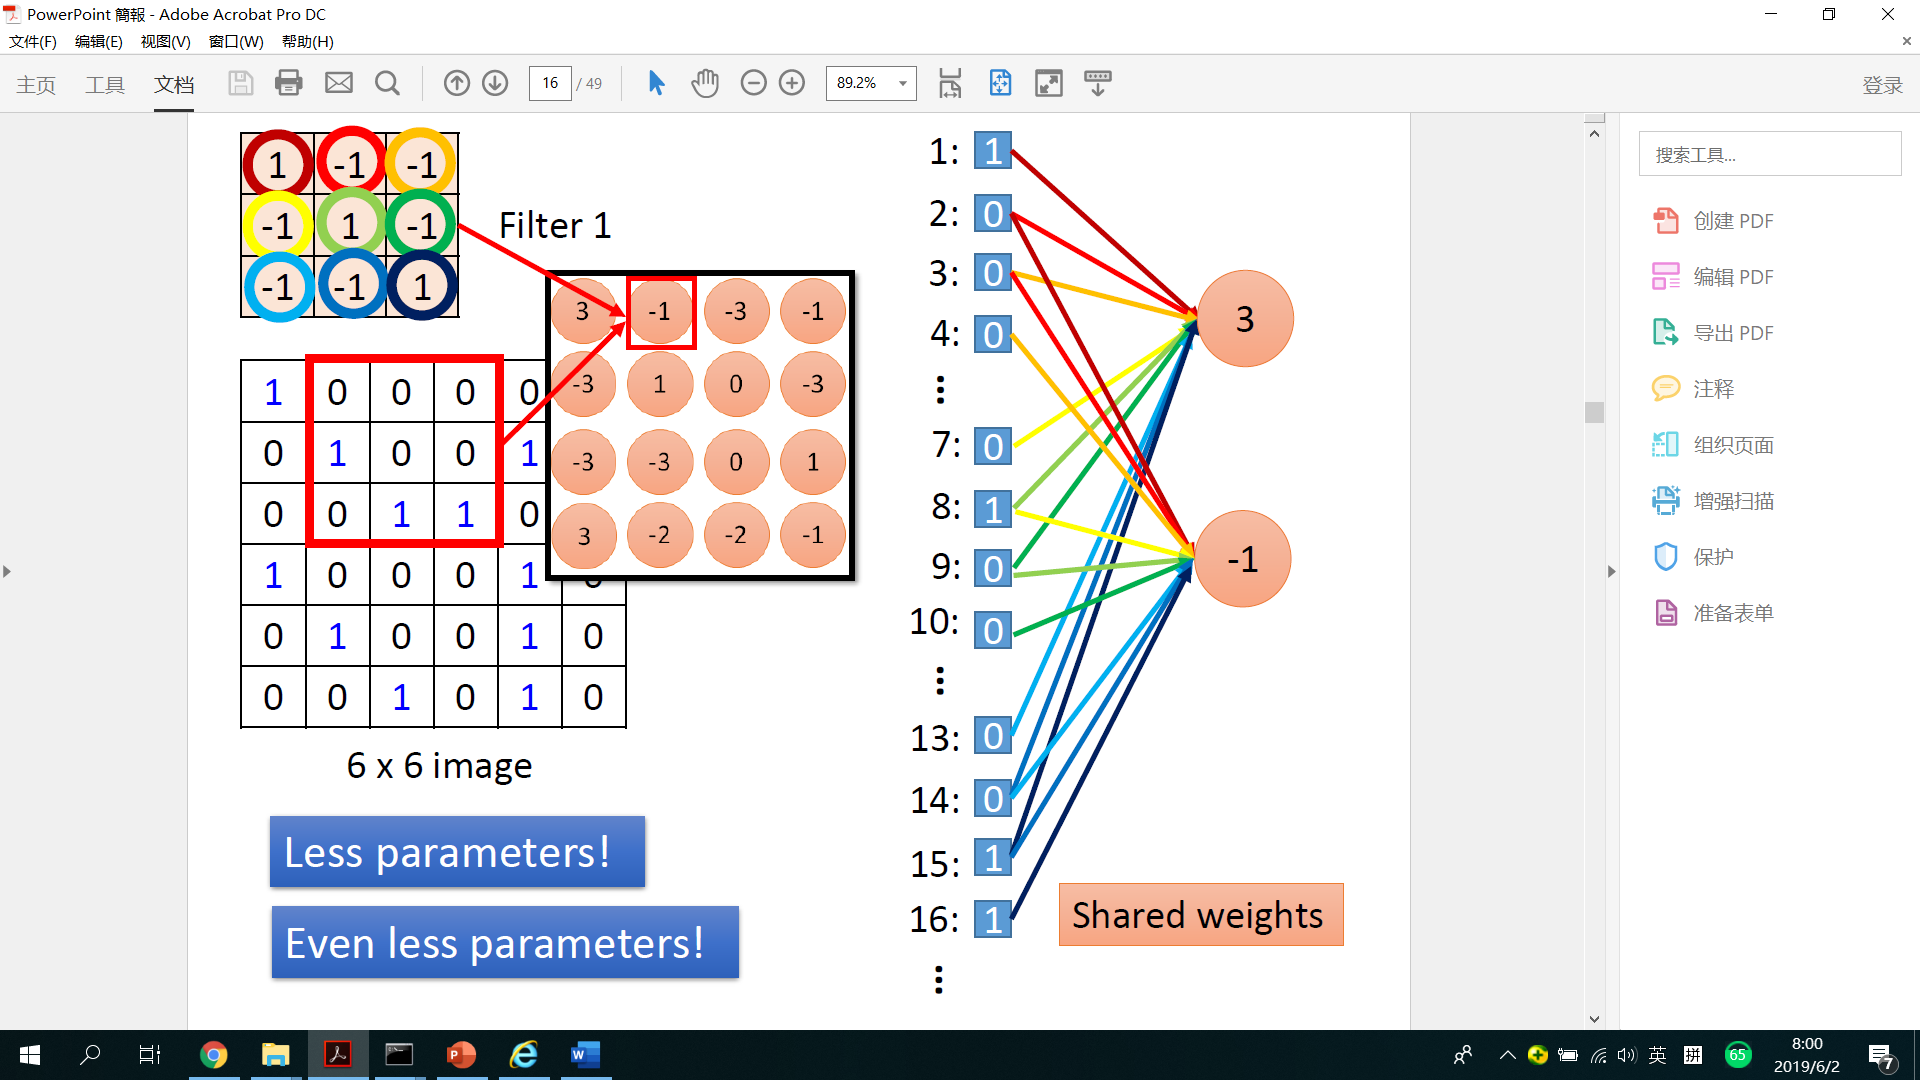 PowerPoint 簡報 - Adobe Acrobat Pro DC
文件(F) 编辑(E) 视图(V) 窗口(W) 帮助(H)
主页 工具 文档 16 / 49 89.2% 登录
1 -1 -1
-1 1 -1
-1 -1 1
Filter 1
3 -1 -3 -1
-3 1 0 -3
-3 -3 0 1
3 -2 -2 -1
1 0 0 0 0
0 1 0 0 1
0 0 1 1 0
1 0 0 0 1 0
0 1 0 0 1 0
0 0 1 0 1 0
6 x 6 image
Less parameters!
Even less parameters!
1: 1
2: 0
3: 0
4: 0
⋮
7: 0
8: 1
9: 0
10: 0
⋮
13: 0
14: 0
15: 1
16: 1
⋮
3
-1
Shared weights
搜索工具...
创建 PDF
编辑 PDF
导出 PDF
注释
组织页面
增强扫描
保护
准备表单
英 拼 65 8:00
2019/6/2 7